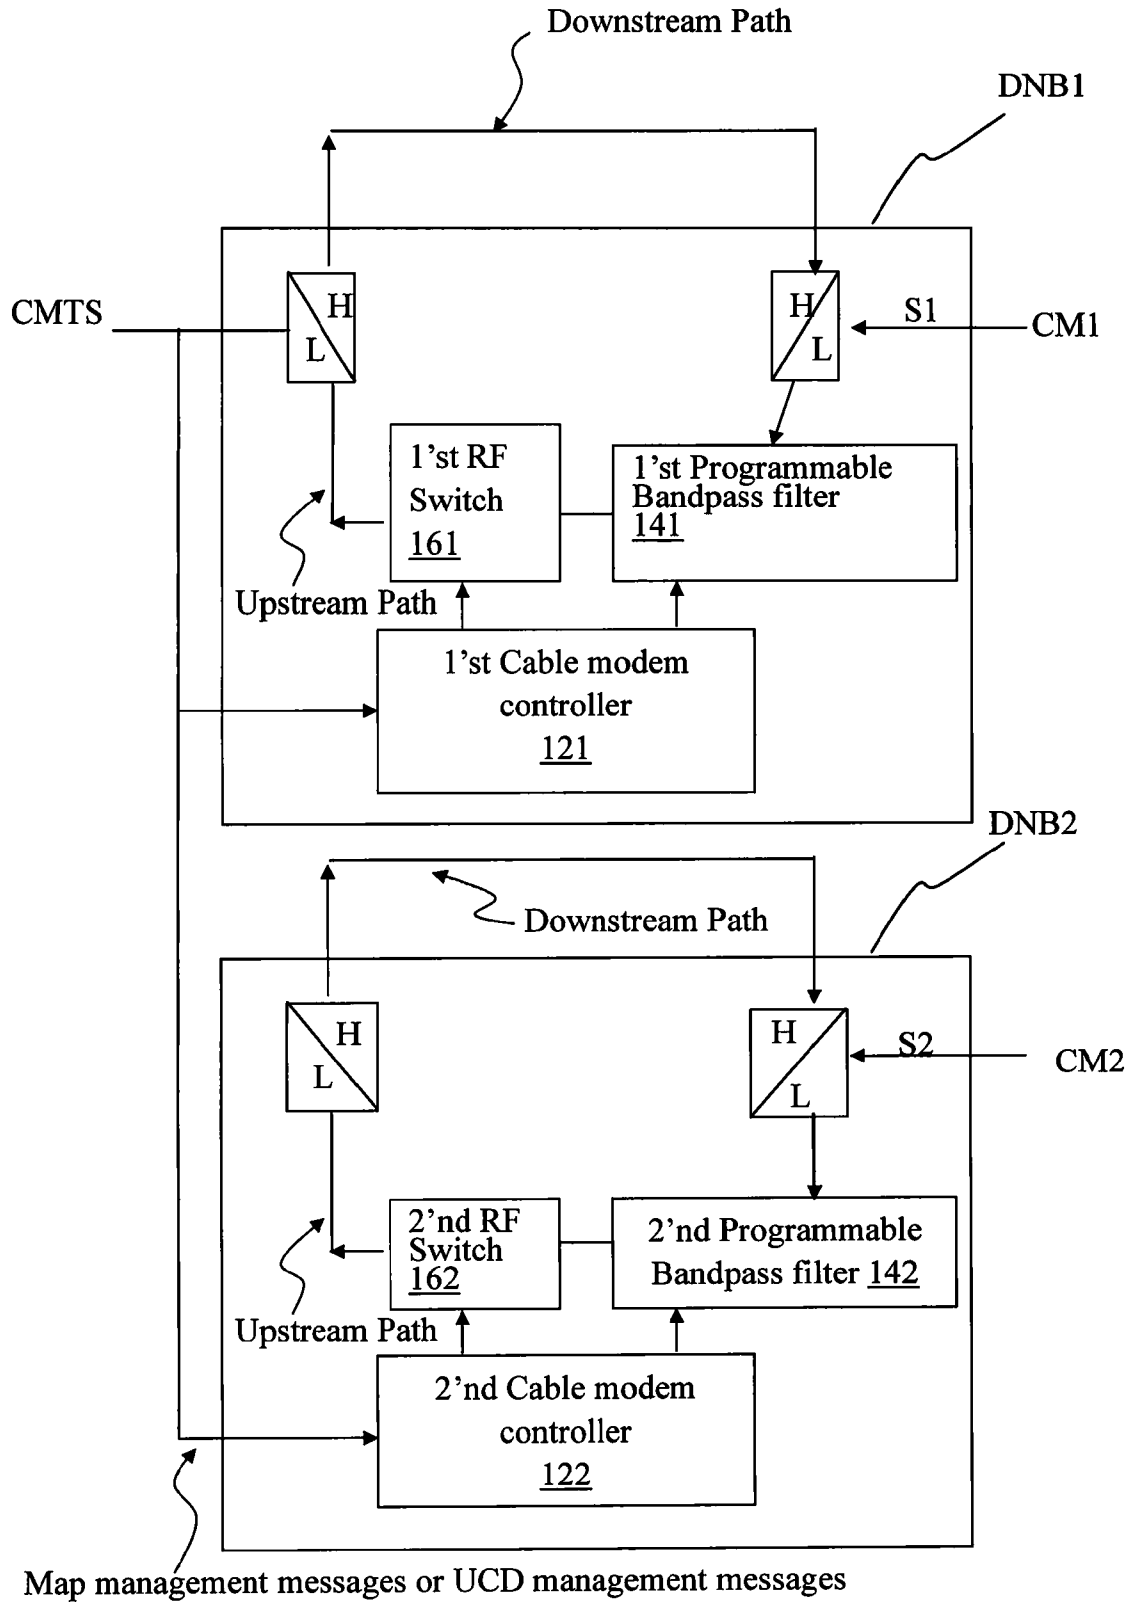 Downstream Path
DNB1
CMTS
H
L
H
L
S1
CM1
1'st RF
Switch
161
1'st Programmable
Bandpass filter
141
Upstream Path
1'st Cable modem
controller
121
DNB2
Downstream Path
H
L
H
L
S2
CM2
2'nd RF
Switch
162
2'nd Programmable
Bandpass filter 142
Upstream Path
2'nd Cable modem
controller
122
Map management messages or UCD management messages